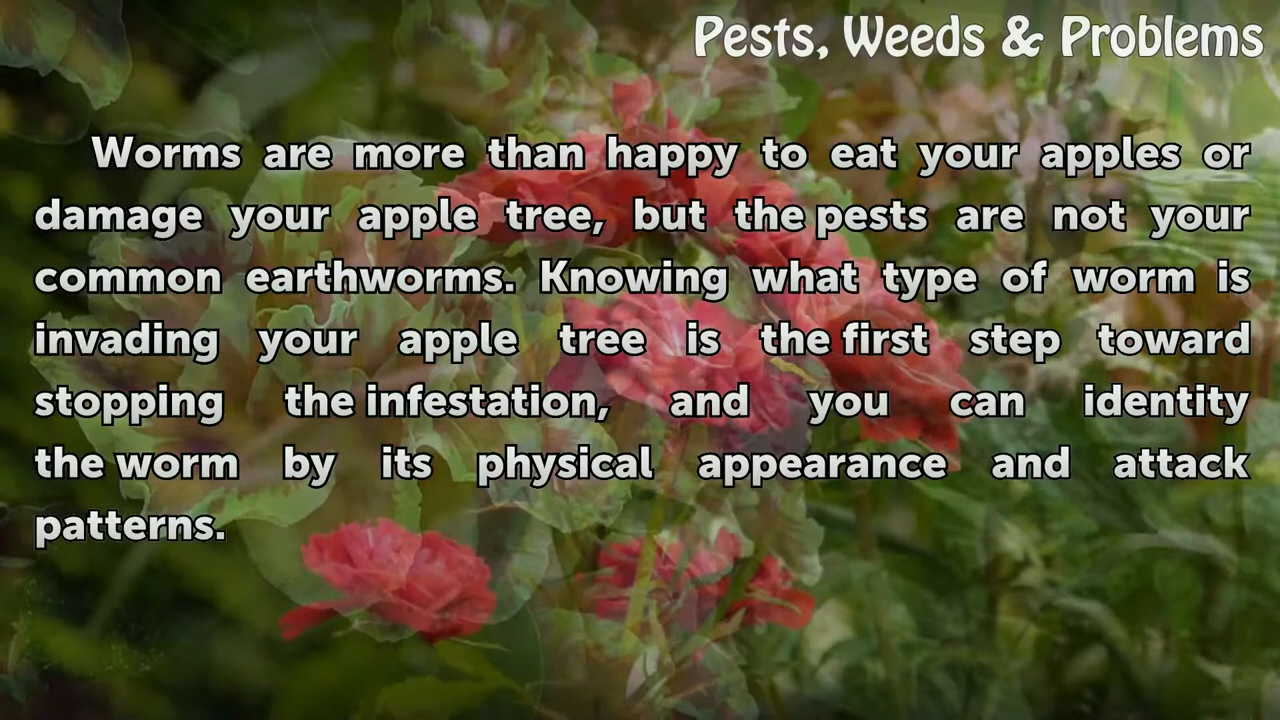 Pests, Weeds & Problems
Worms are more than happy to eat your apples or
damage your apple tree, but the pests are not your
common earthworms. Knowing what type of worm is
invading your apple tree is the first step toward
stopping the infestation, and you can identity
the worm by its physical appearance and attack
patterns.